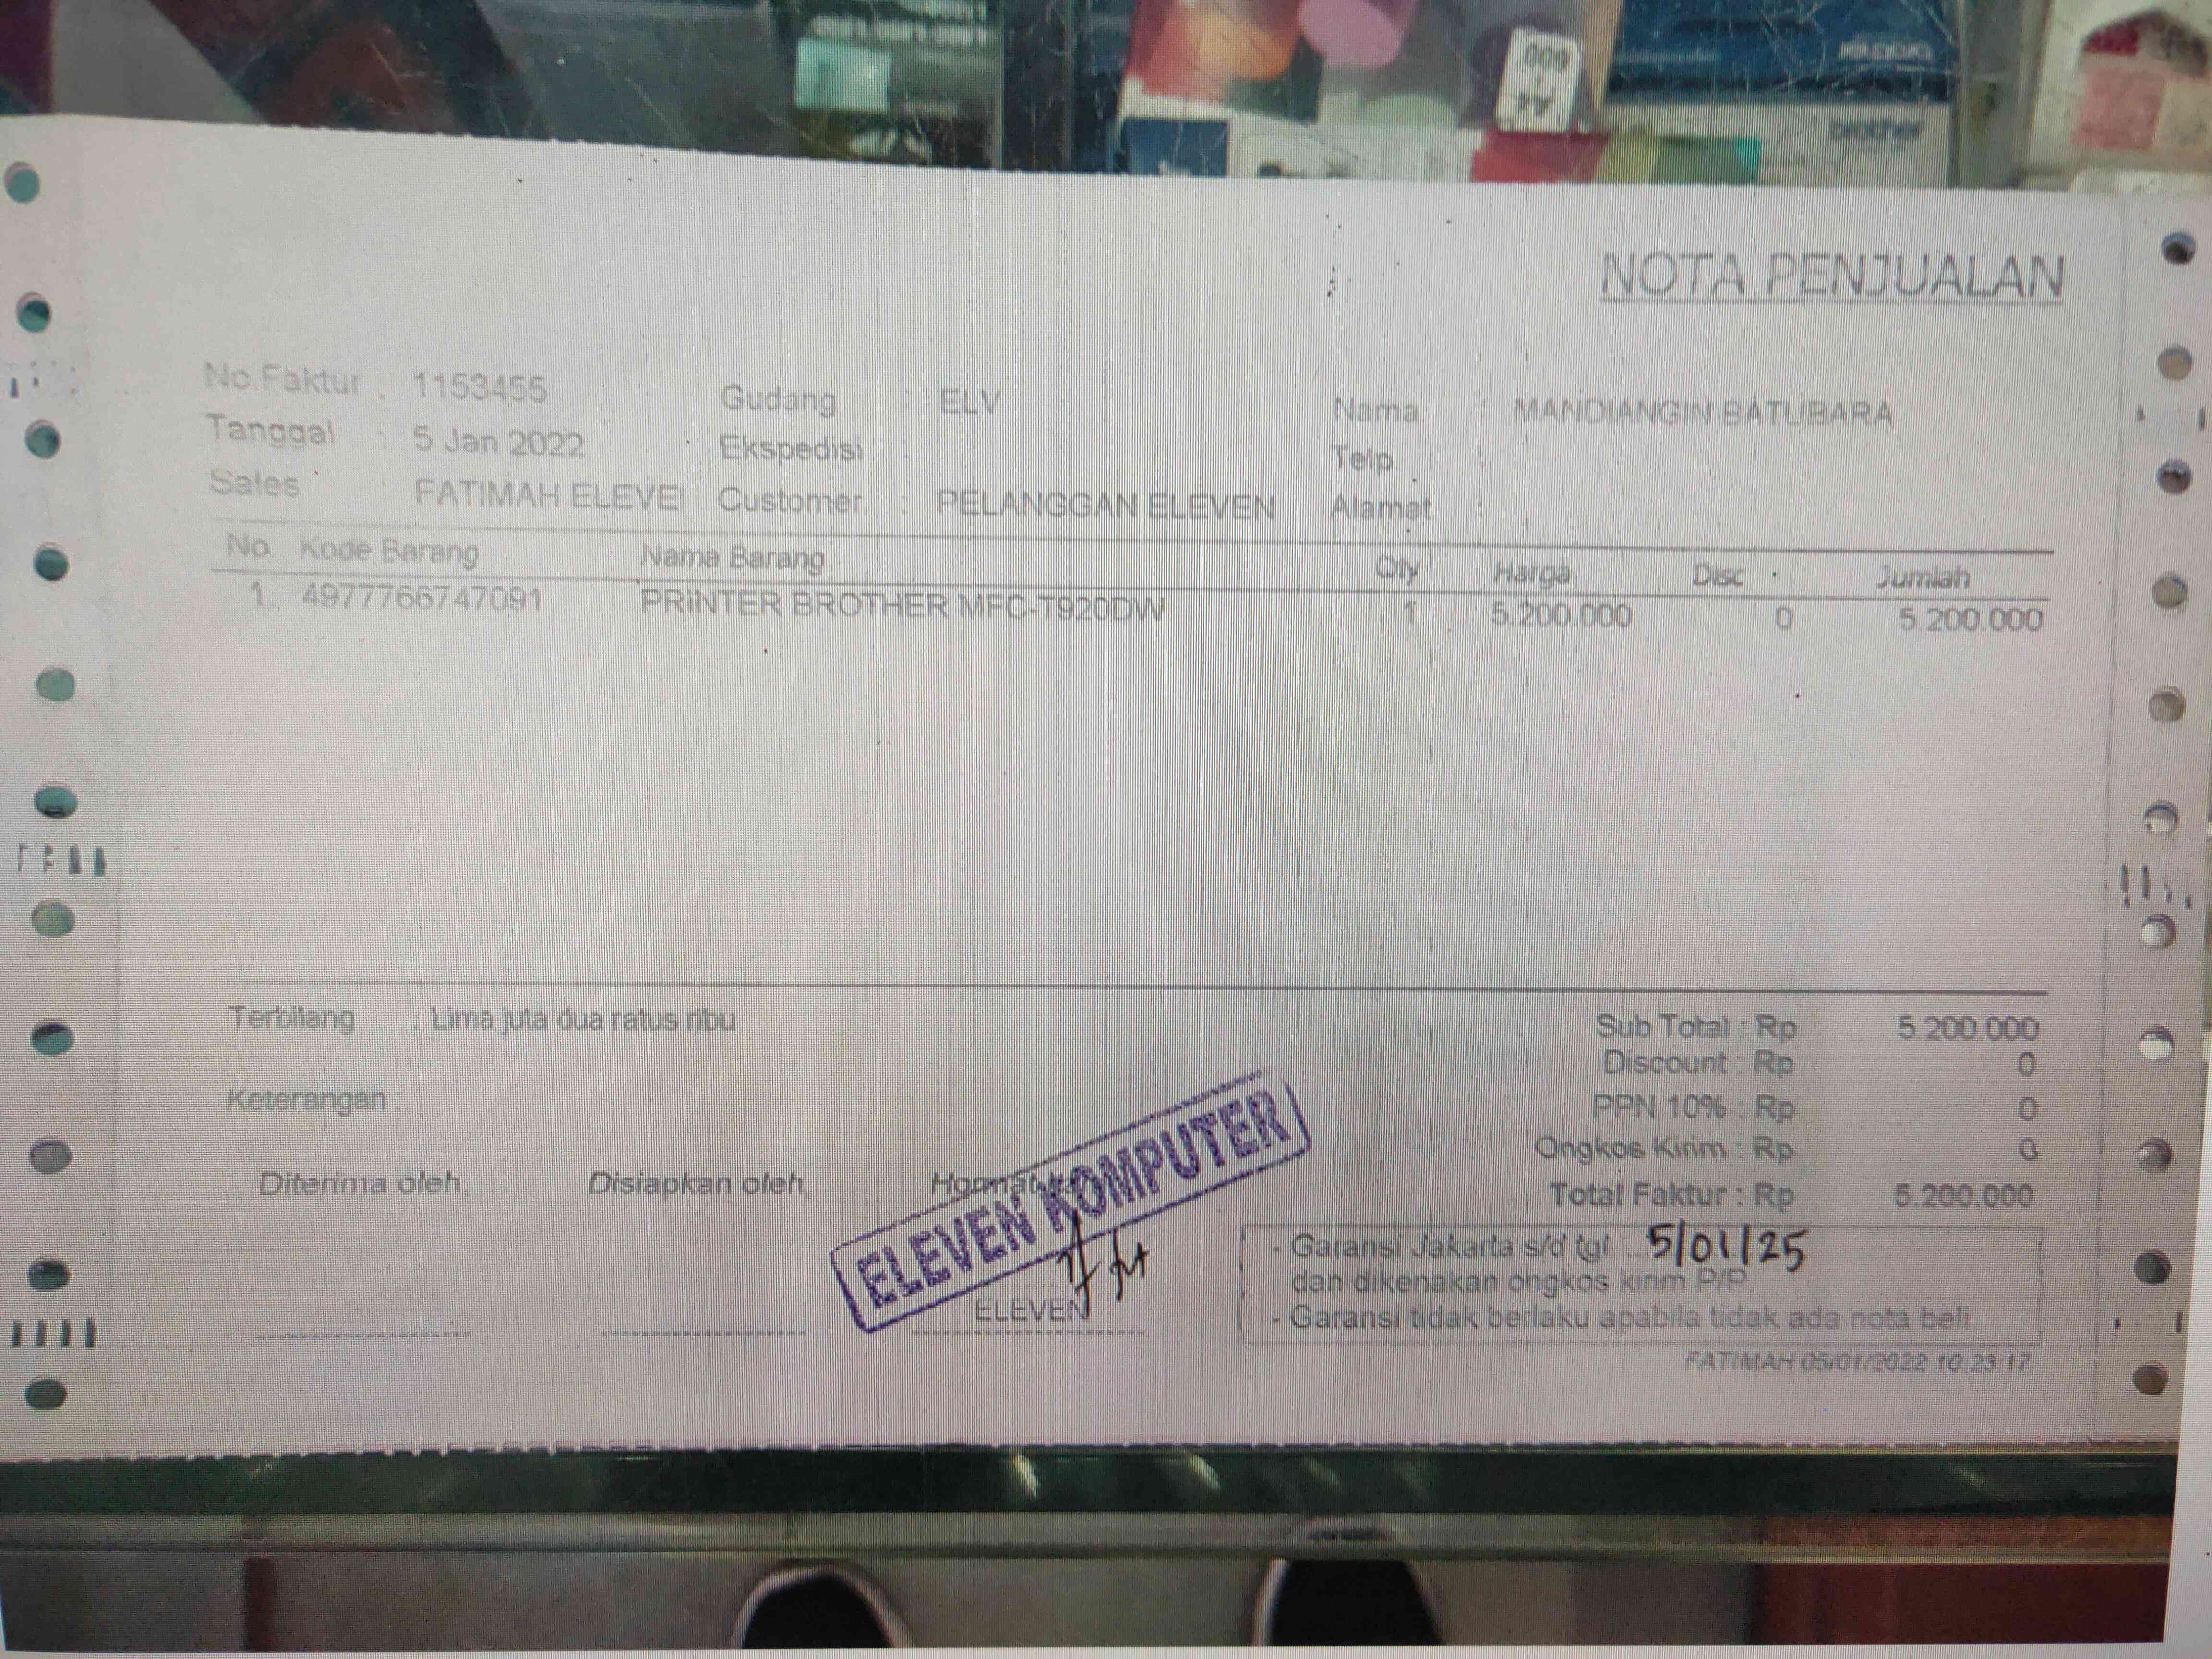 brother
NOTA PENJUALAN
No.Faktur : 1153455 Gudang : ELV Nama : MANDIANGIN BATUBARA
Tanggal : 5 Jan 2022 Ekspedisi : Telp. :
Sales : FATIMAH ELEVE Customer : PELANGGAN ELEVEN Alamat :
No. Kode Barang Nama Barang Qty Harga Disc Jumlah
1. 4977766747091 PRINTER BROTHER MFC-T920DW 1 5.200.000 0 5.200.000
Terbilang : Lima juta dua ratus ribu Sub Total : Rp 5.200.000
Discount : Rp 0
Keterangan : PPN 10% : Rp 0
Ongkos Kirim : Rp 0
Diterima oleh, Disiapkan oleh, Total Faktur : Rp 5.200.000
ELEVEN KOMPUTER
ELEVEN
- Garansi Jakarta s/d tgl 5/01/25
dan dikenakan ongkos kirim P/P
- Garansi tidak berlaku apabila tidak ada nota beli.
FATIMAH 05/01/2022 10:23:17